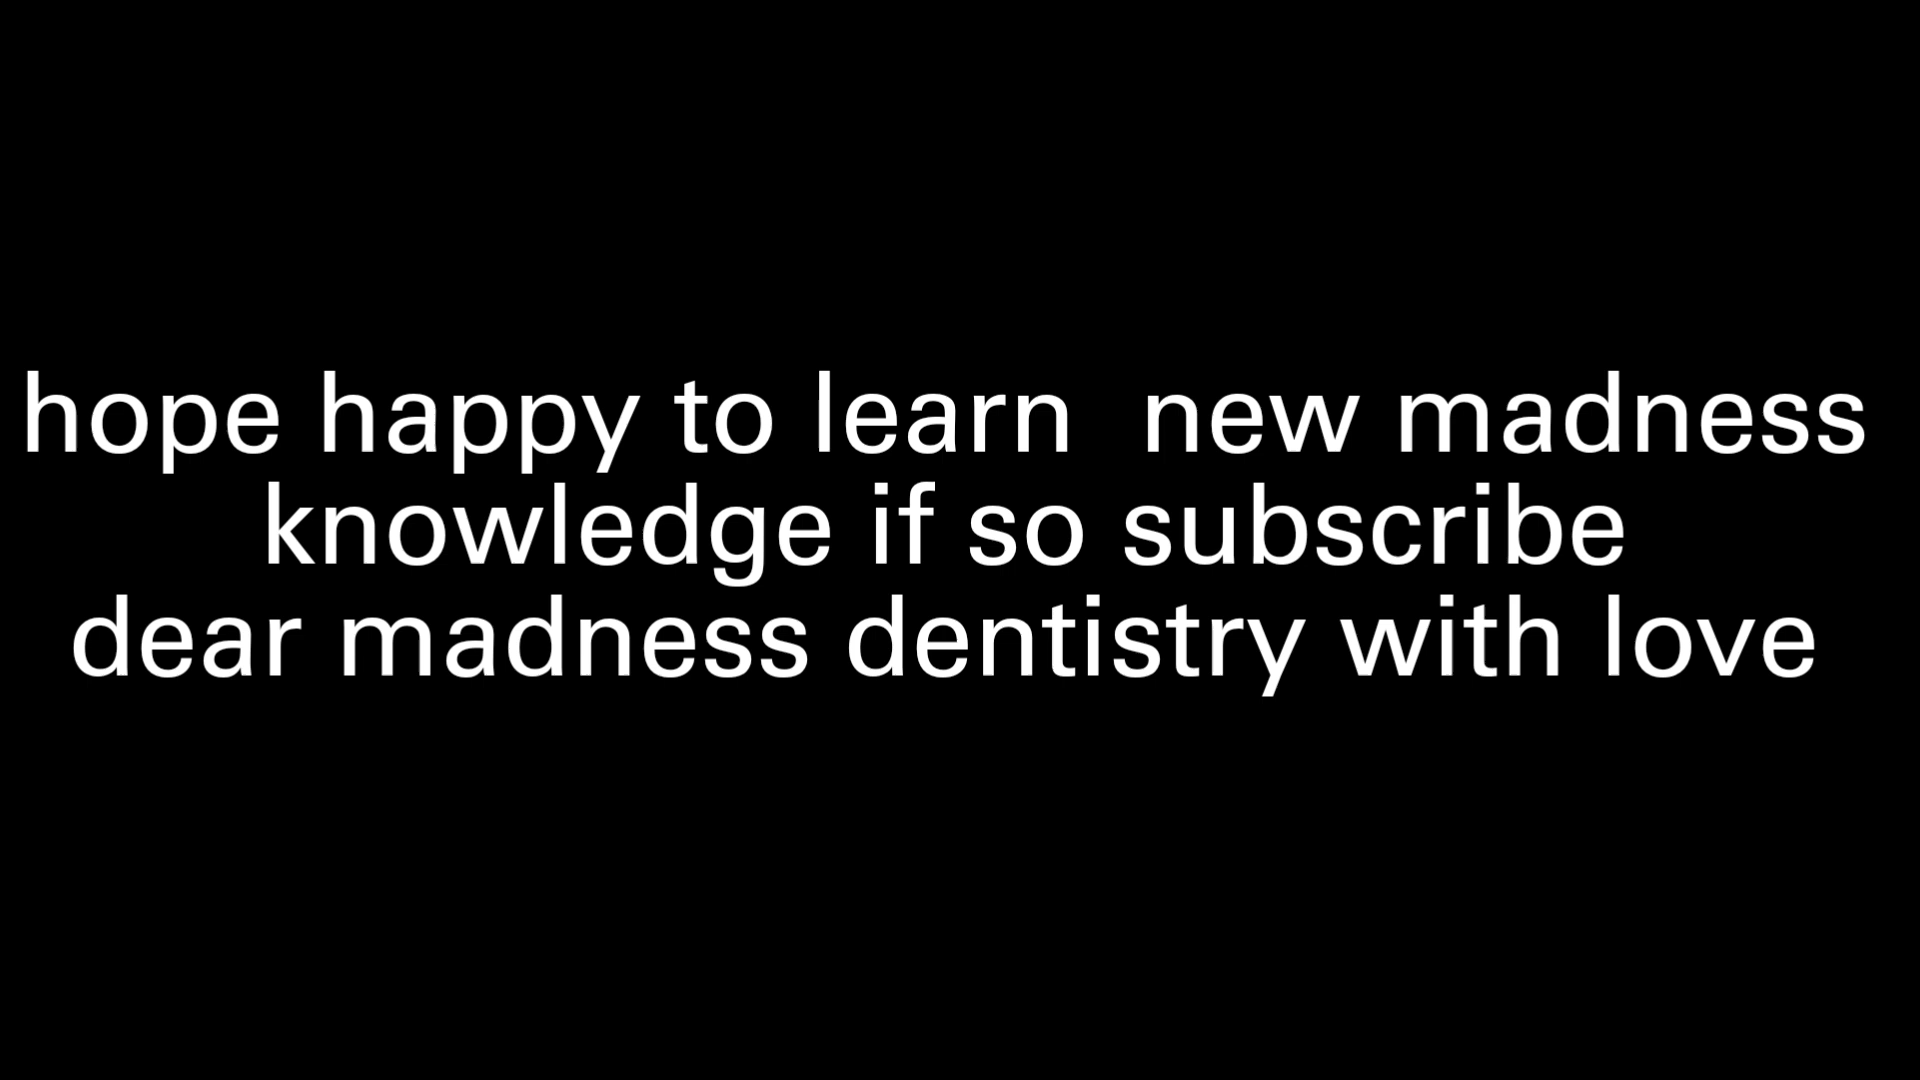 hope happy to learn  new madness
knowledge if so subscribe
dear madness dentistry with love